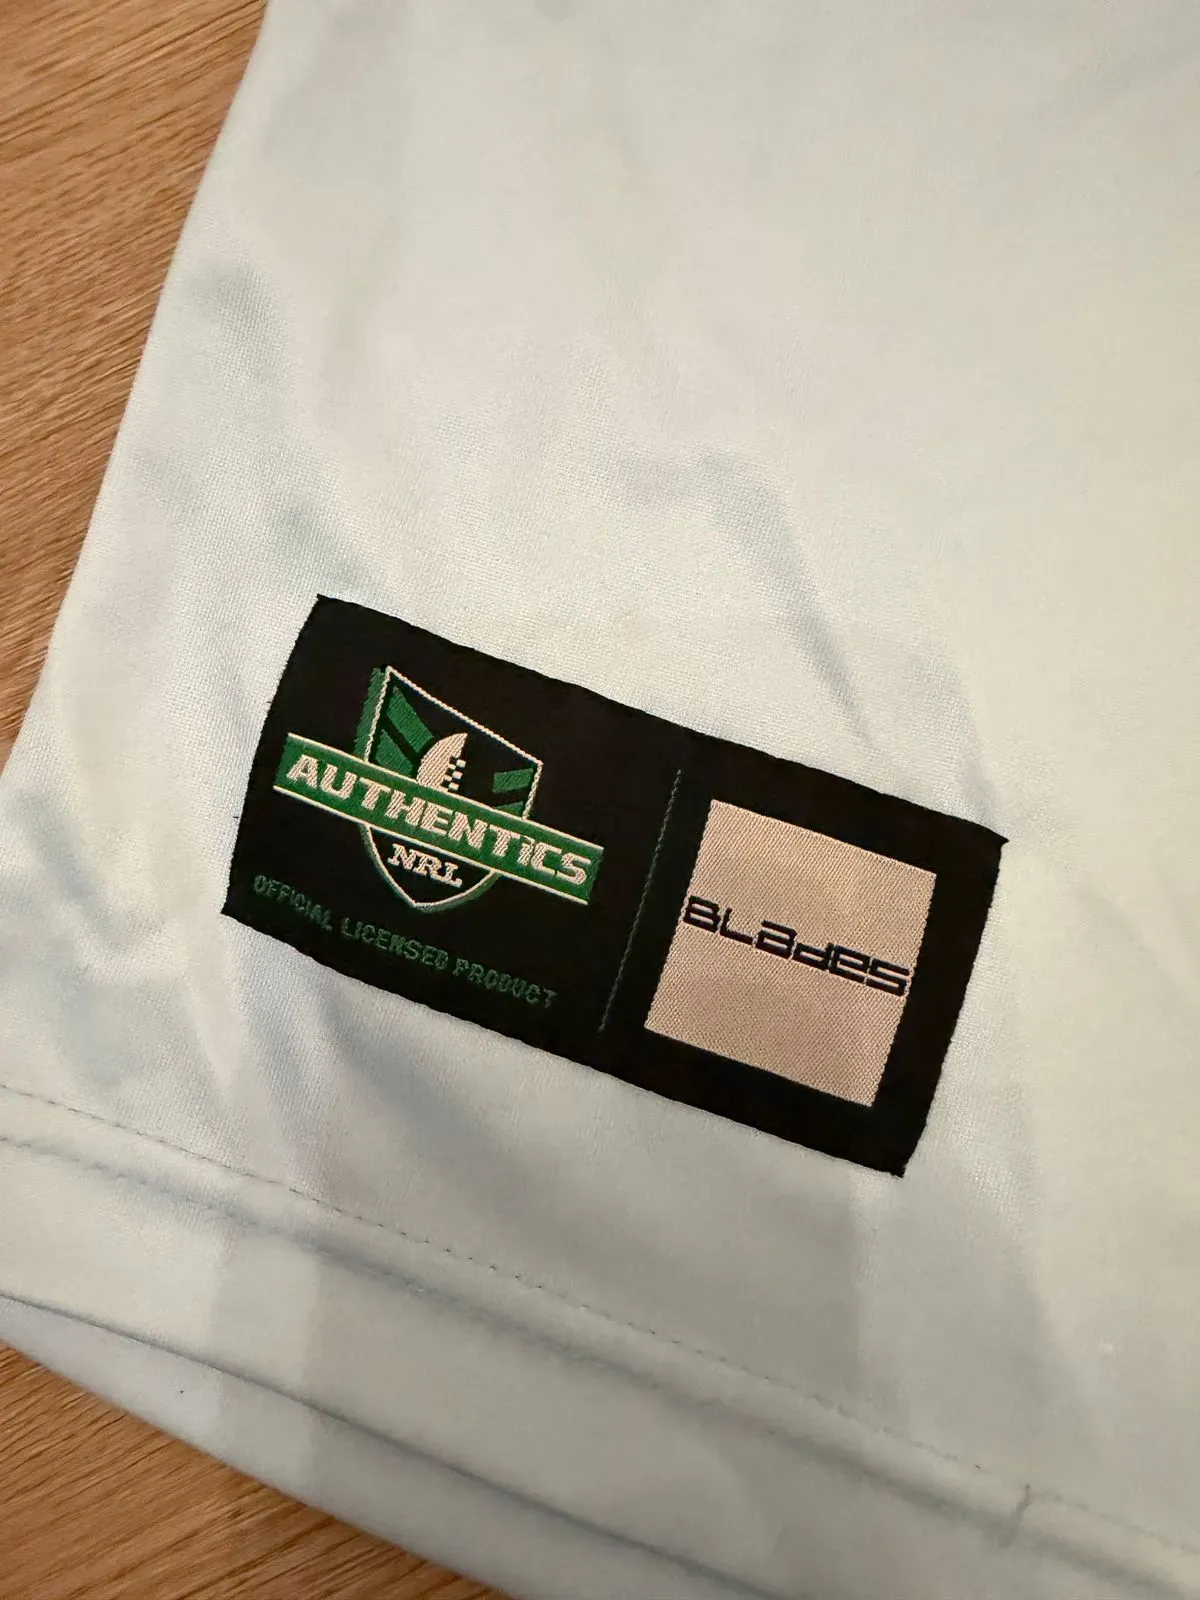 AUTHENTiCS
NRL
OFFICIAL LICENSED PRODUCT
BLades